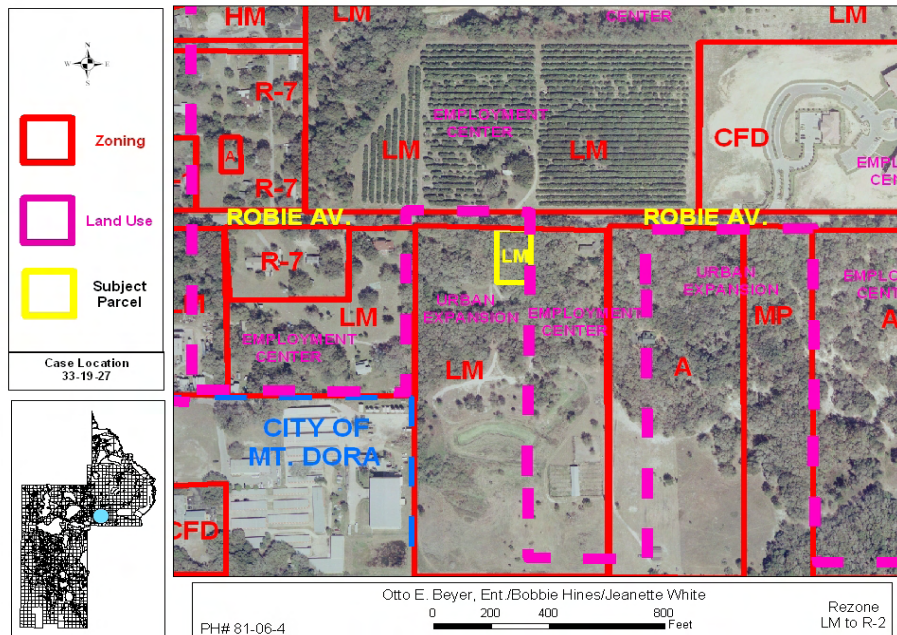 N
W E
S
Zoning
Land Use
Subject
Parcel
Case Location
33-19-27
HM
LM
CENTER
LM
R-7
EMPLOYMENT
CENTER
LM
LM
CFD
A
R-7
ROBIE AV.
ROBIE AV.
R-7
LM
LM
URBAN
EXPANSION
EMPLOYMENT
CENTER
URBAN
EXPANSION
MP
A
LM
EMPLOYMENT
CENTER
LM
A
CITY OF
MT. DORA
CFD
Otto E. Beyer, Ent./Bobbie Hines/Jeanette White
0 200 400 800
Feet
PH# 81-06-4
Rezone
LM to R-2